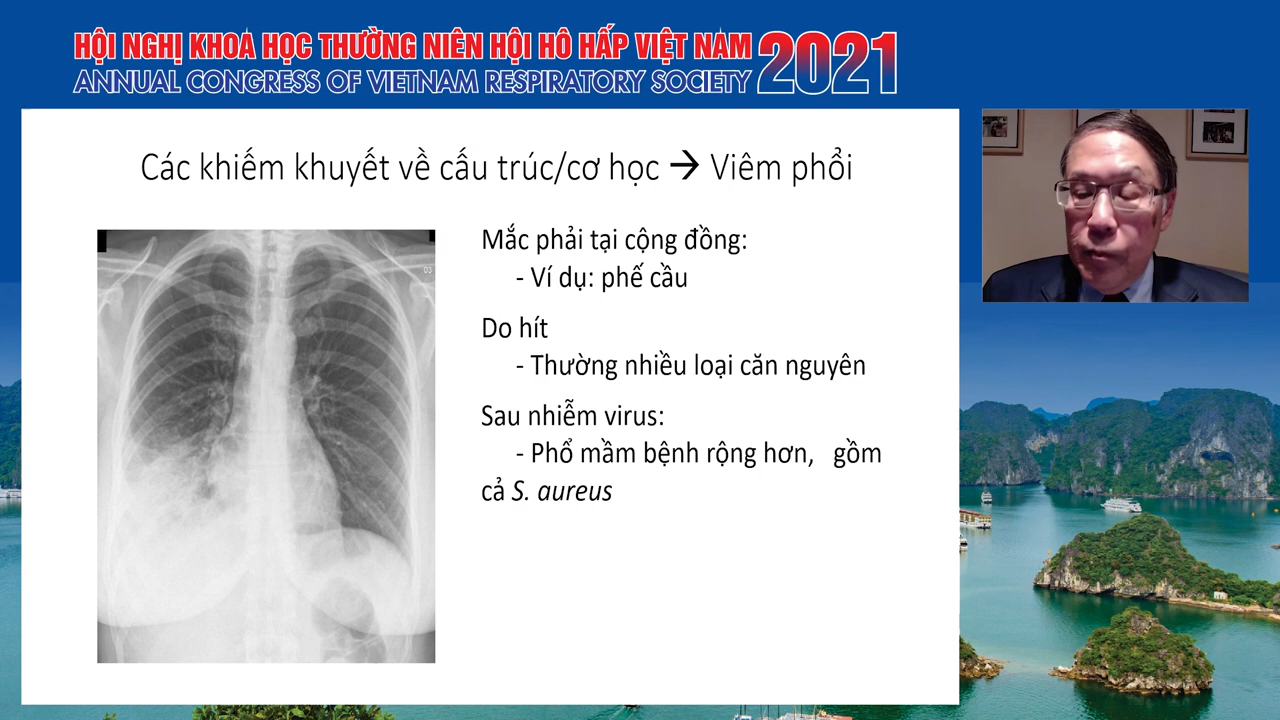 HỘI NGHỊ KHOA HỌC THƯỜNG NIÊN HỘI HÔ HẤP VIỆT NAM
ANNUAL CONGRESS OF VIETNAM RESPIRATORY SOCIETY
2021
Các khiếm khuyết về cấu trúc/cơ học → Viêm phổi
Mắc phải tại cộng đồng:
- Ví dụ: phế cầu
Do hít
- Thường nhiều loại căn nguyên
Sau nhiễm virus:
- Phổ mầm bệnh rộng hơn, gồm
cả S. aureus
03